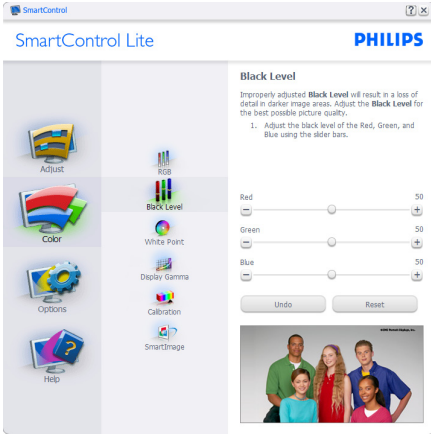 SmartControl
SmartControl Lite
PHILIPS
Adjust
Color
Options
Help
RGB
Black Level
White Point
Display Gamma
Calibration
SmartImage
Black Level
Improperly adjusted Black Level will result in a loss of
detail in darker image areas. Adjust the Black Level for
the best possible picture quality.
1. Adjust the black level of the Red, Green, and
Blue using the slider bars.
Red 50
Green 50
Blue 50
Undo Reset